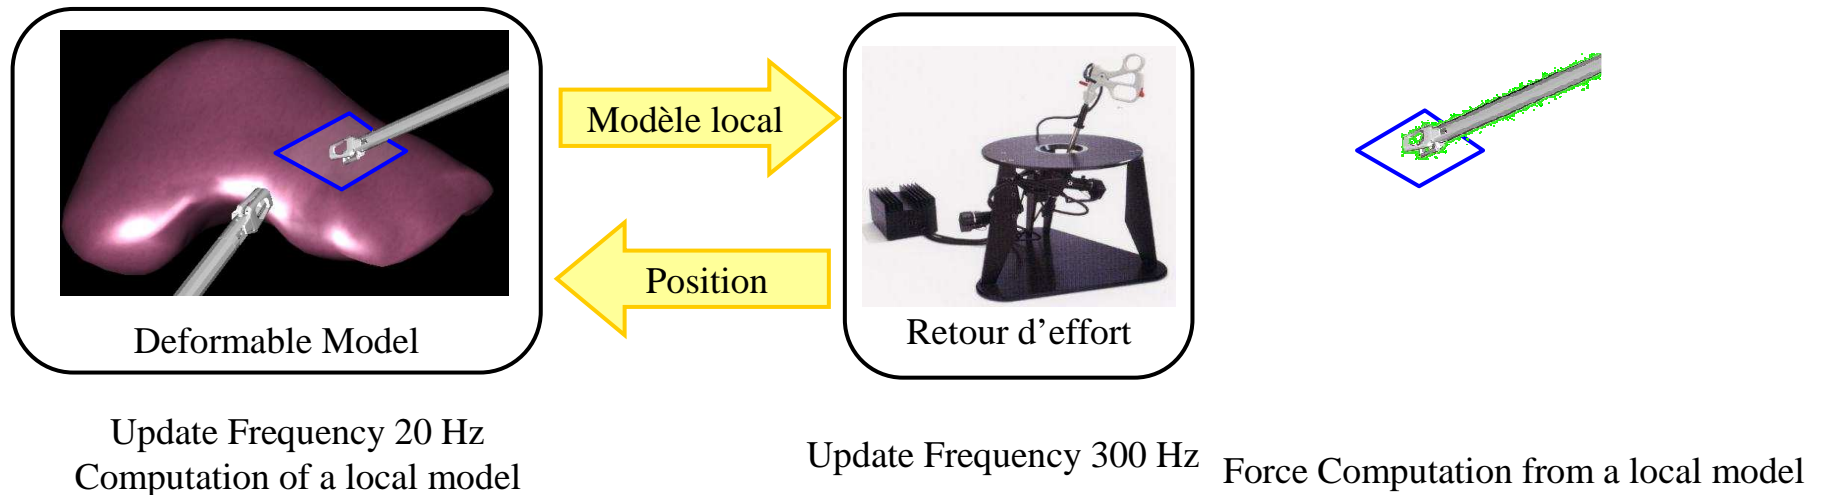 Modèle local
Position
Deformable Model
Retour d’effort
Update Frequency 20 Hz
Computation of a local model
Update Frequency 300 Hz
Force Computation from a local model